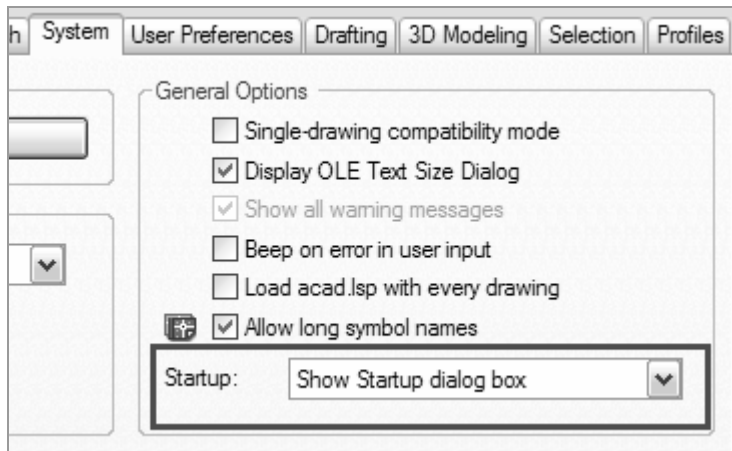 h System User Preferences Drafting 3D Modeling Selection Profiles
General Options
Single-drawing compatibility mode
Display OLE Text Size Dialog
Show all warning messages
Beep on error in user input
Load acad.lsp with every drawing
Allow long symbol names
Startup: Show Startup dialog box